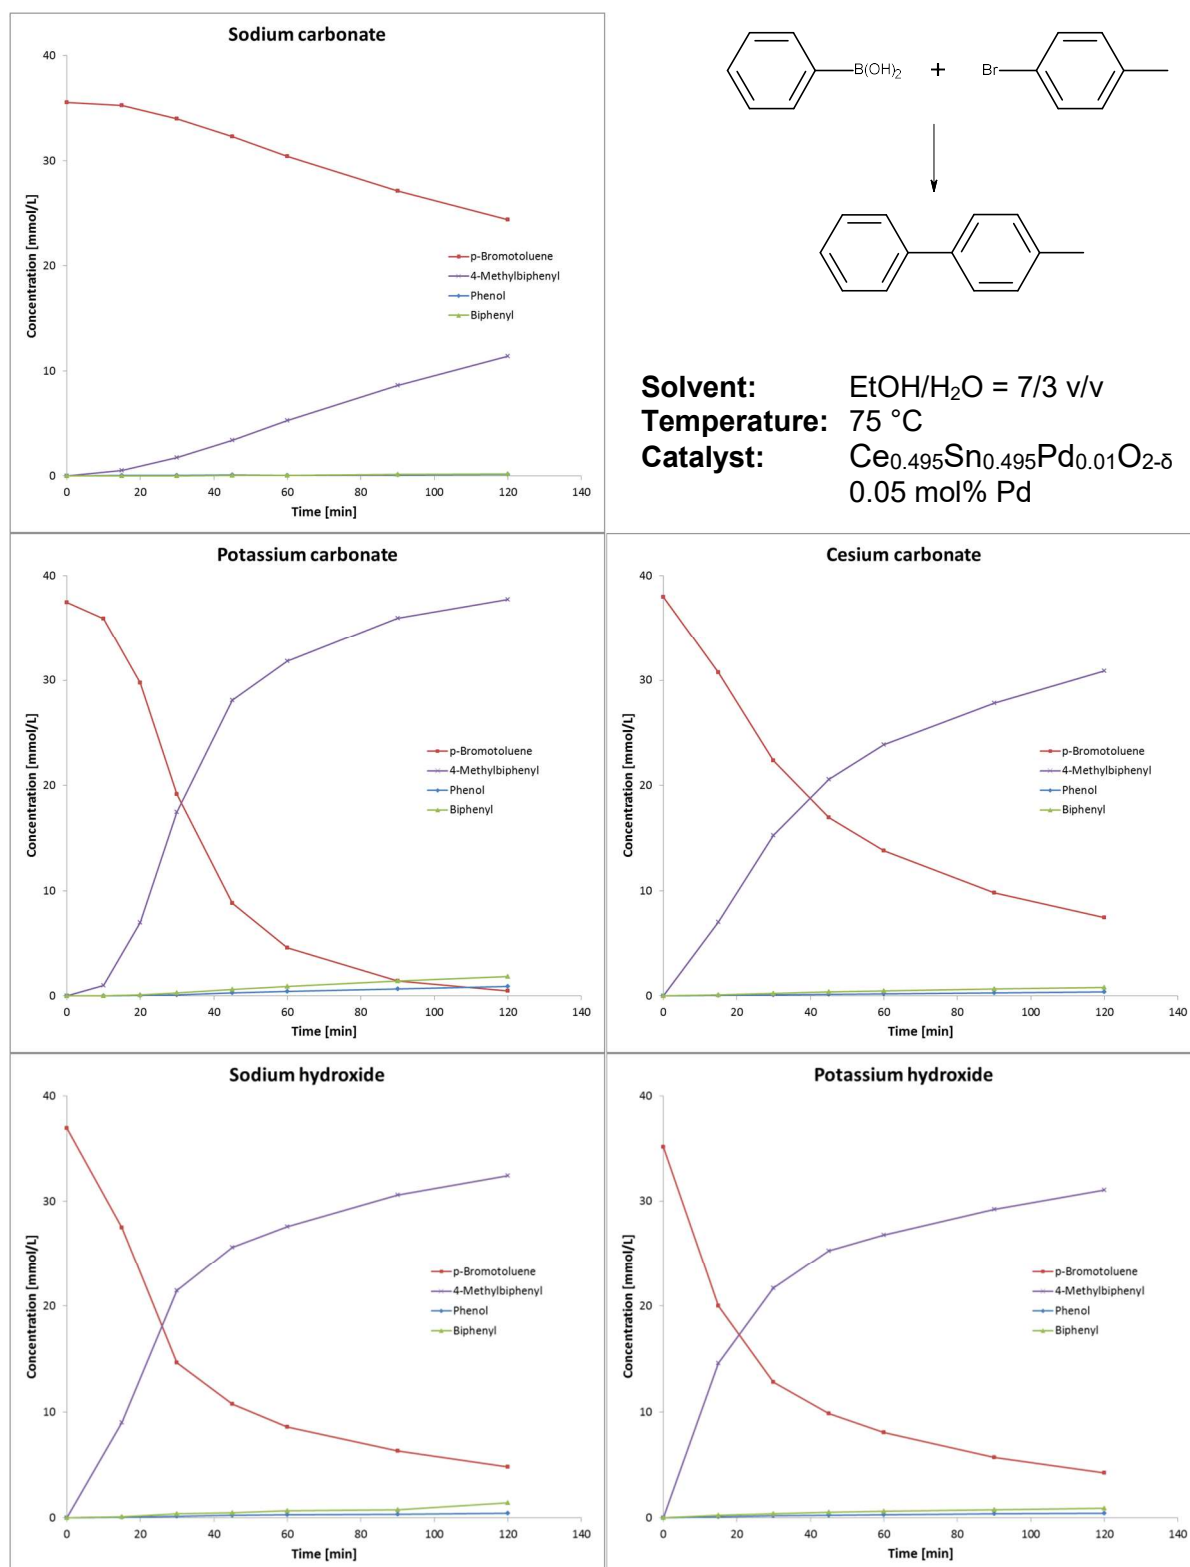 Sodium carbonate
40
30
20
10
0
Concentration [mmol/L]
p-Bromotoluene
4-Methylbiphenyl
Phenol
Biphenyl
0 20 40 60 80 100 120 140
Time [min]
B(OH)2 + Br
Solvent: EtOH/H2O = 7/3 v/v
Temperature: 75 °C
Catalyst: Ce0.495Sn0.495Pd0.01O2-δ
0.05 mol% Pd
Potassium carbonate
40
30
20
10
0
Concentration [mmol/L]
p-Bromotoluene
4-Methylbiphenyl
Phenol
Biphenyl
0 20 40 60 80 100 120 140
Time [min]
Cesium carbonate
40
30
20
10
0
Concentration [mmol/L]
p-Bromotoluene
4-Methylbiphenyl
Phenol
Biphenyl
0 20 40 60 80 100 120 140
Time [min]
Sodium hydroxide
40
30
20
10
0
Concentration [mmol/L]
p-Bromotoluene
4-Methylbiphenyl
Phenol
Biphenyl
0 20 40 60 80 100 120 140
Time [min]
Potassium hydroxide
40
30
20
10
0
Concentration [mmol/L]
p-Bromotoluene
4-Methylbiphenyl
Phenol
Biphenyl
0 20 40 60 80 100 120 140
Time [min]